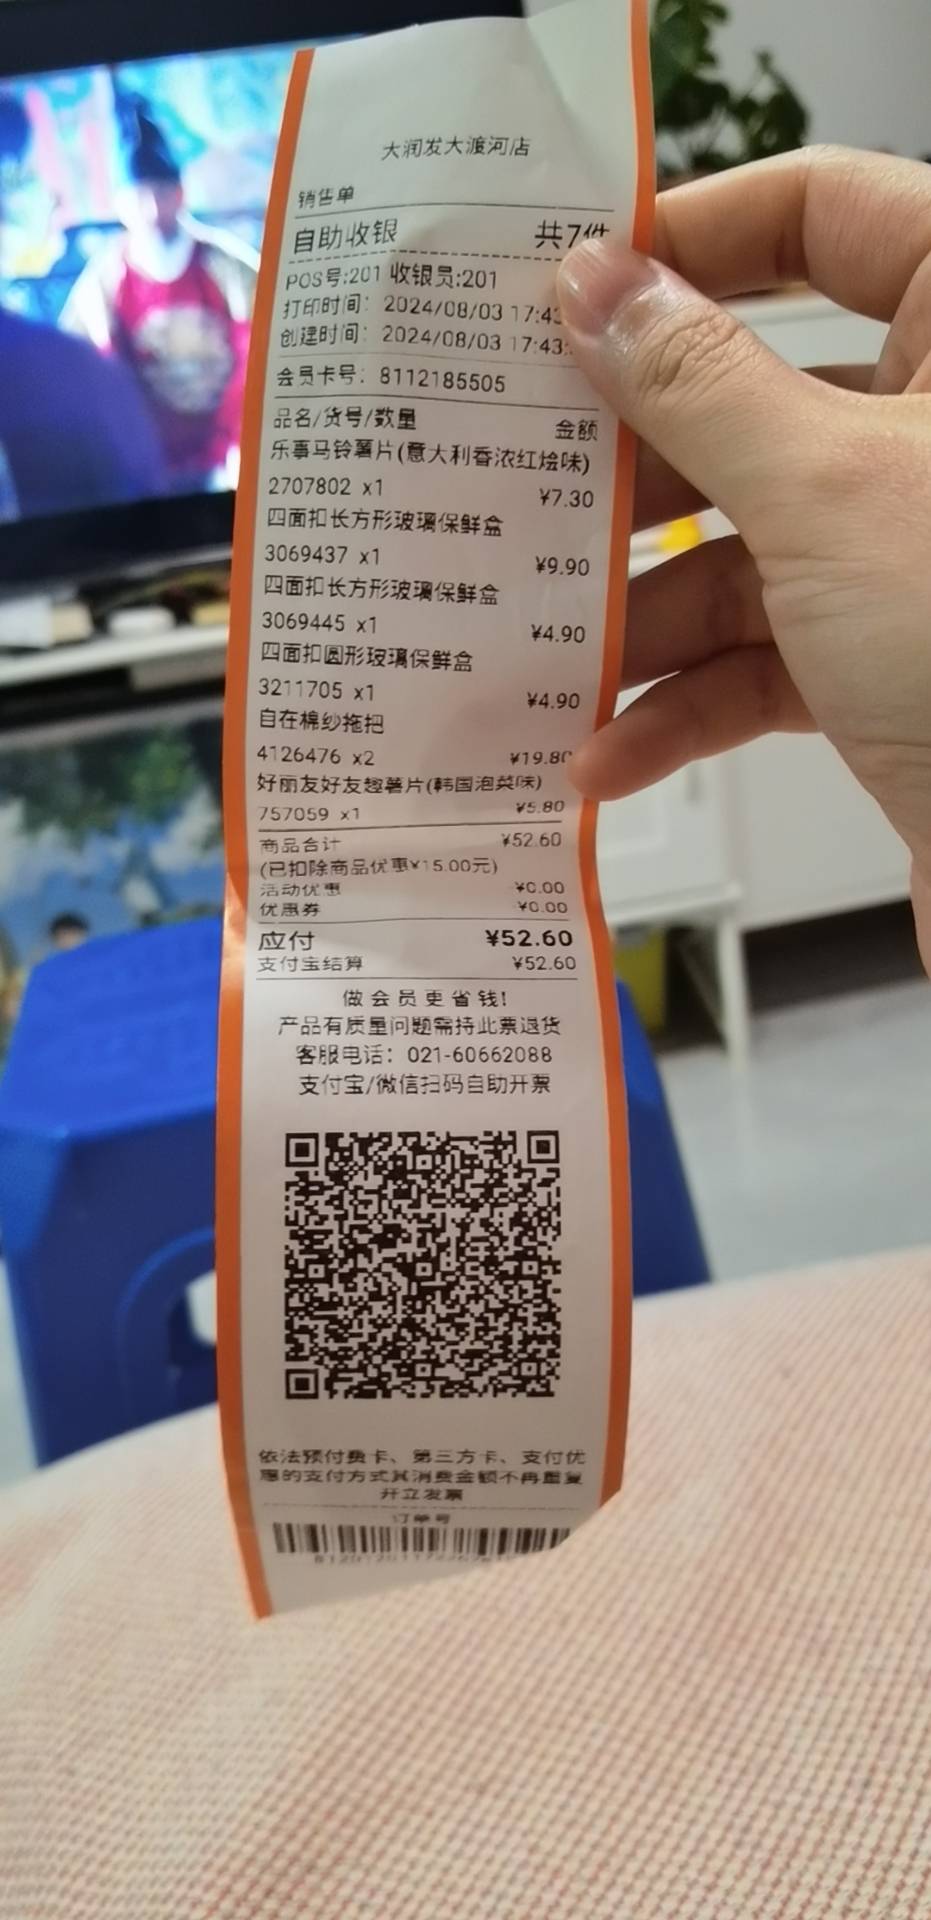 大润发大渡河店
销售单
自助收银 共7件
POS号:201 收银员:201
打印时间: 2024/08/03 17:43
创建时间: 2024/08/03 17:43:
会员卡号: 8112185505
品名/货号/数量 金额
乐事马铃薯片(意大利香浓红烩味)
2707802 x1 ¥7.30
四面扣长方形玻璃保鲜盒
3069437 x1 ¥9.90
四面扣长方形玻璃保鲜盒
3069445 x1 ¥4.90
四面扣圆形玻璃保鲜盒
3211705 x1 ¥4.90
自在棉纱拖把
4126476 x2 ¥19.80
好丽友好友趣薯片(韩国泡菜味)
757059 x1 ¥5.80
商品合计 ¥52.60
(已扣除商品优惠¥15.00元)
活动优惠 ¥0.00
优惠券 ¥0.00
应付 ¥52.60
支付宝结算 ¥52.60
做会员更省钱!
产品有质量问题需持此票退货
客服电话: 021-60662088
支付宝/微信扫码自助开票
依法预付费卡、第三方卡、支付优
惠的支付方式其消费金额不再重复
开立发票
订单号